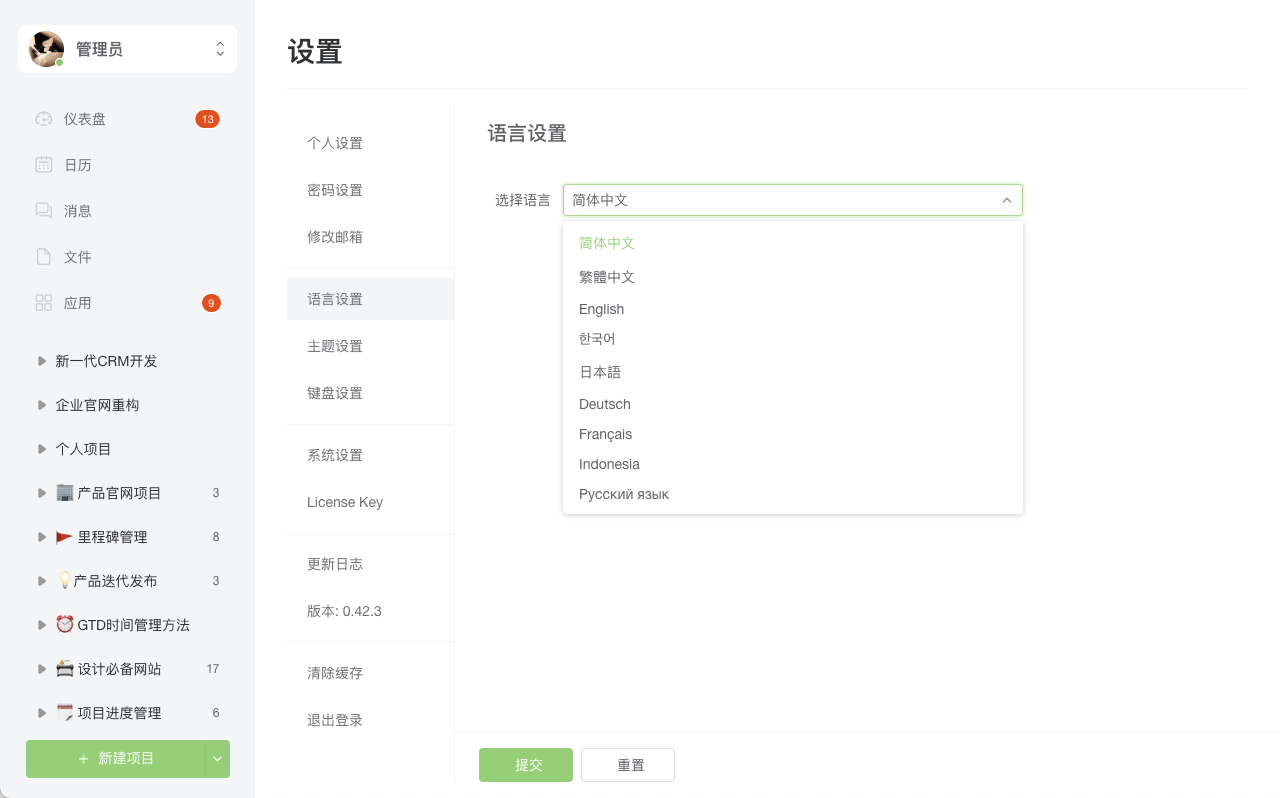 管理员
仪表盘 13
日历
消息
文件
应用 9
新一代CRM开发
企业官网重构
个人项目
产品官网项目 3
里程碑管理 8
产品迭代发布 3
GTD时间管理方法
设计必备网站 17
项目进度管理 6
+ 新建项目
设置
个人设置
密码设置
修改邮箱
语言设置
主题设置
键盘设置
系统设置
License Key
更新日志
版本: 0.42.3
清除缓存
退出登录
语言设置
选择语言 简体中文
简体中文
繁體中文
English
한국어
日本語
Deutsch
Français
Indonesia
Русский язык
提交 重置